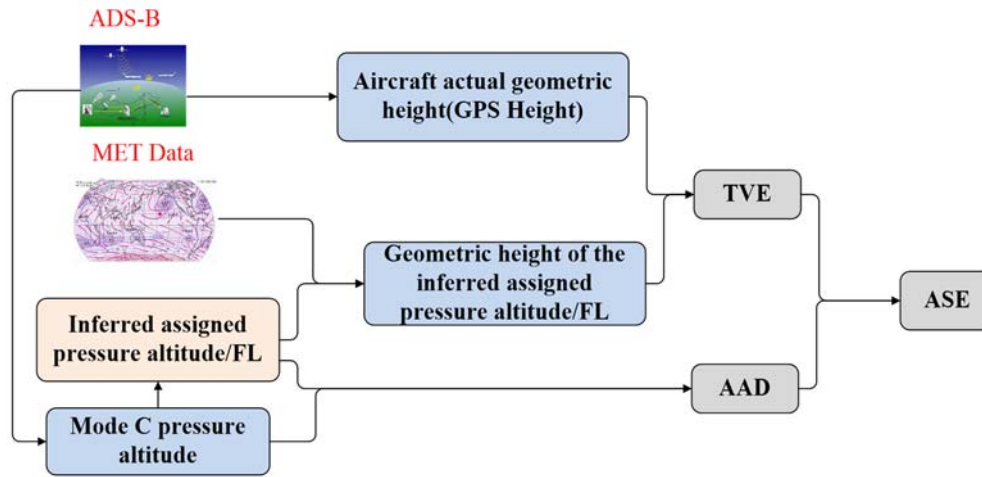 ADS-B
Aircraft actual geometric
height(GPS Height)
MET Data
TVE
Geometric height of the
inferred assigned
pressure altitude/FL
ASE
Inferred assigned
pressure altitude/FL
AAD
Mode C pressure
altitude